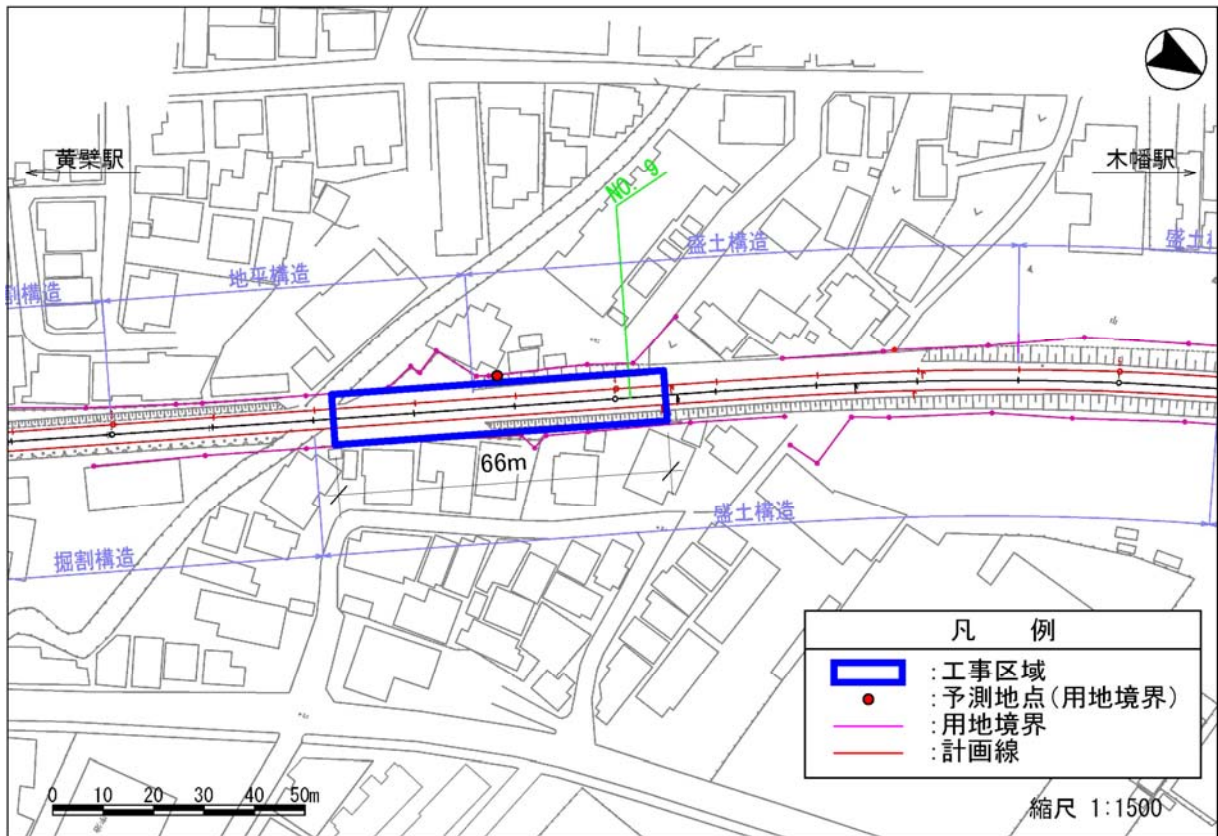 黄檗駅
木幡駅
NO. 9
盛土構造
盛土構
地平構造
割構造
66m
盛土構造
掘割構造
凡 例
:工事区域
:予測地点(用地境界)
:用地境界
:計画線
0 10 20 30 40 50m
縮尺 1:1500